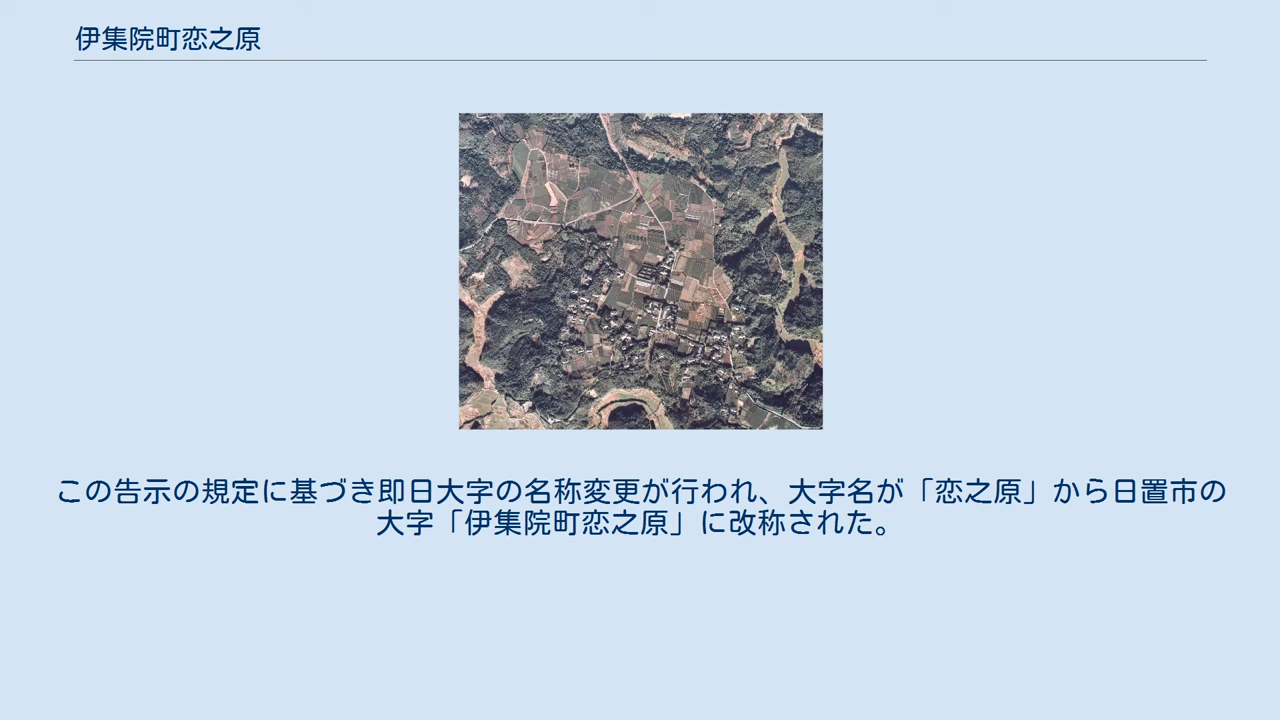 伊集院町恋之原
この告示の規定に基づき即日大字の名称変更が行われ、大字名が「恋之原」から日置市の
大字「伊集院町恋之原」に改称された。